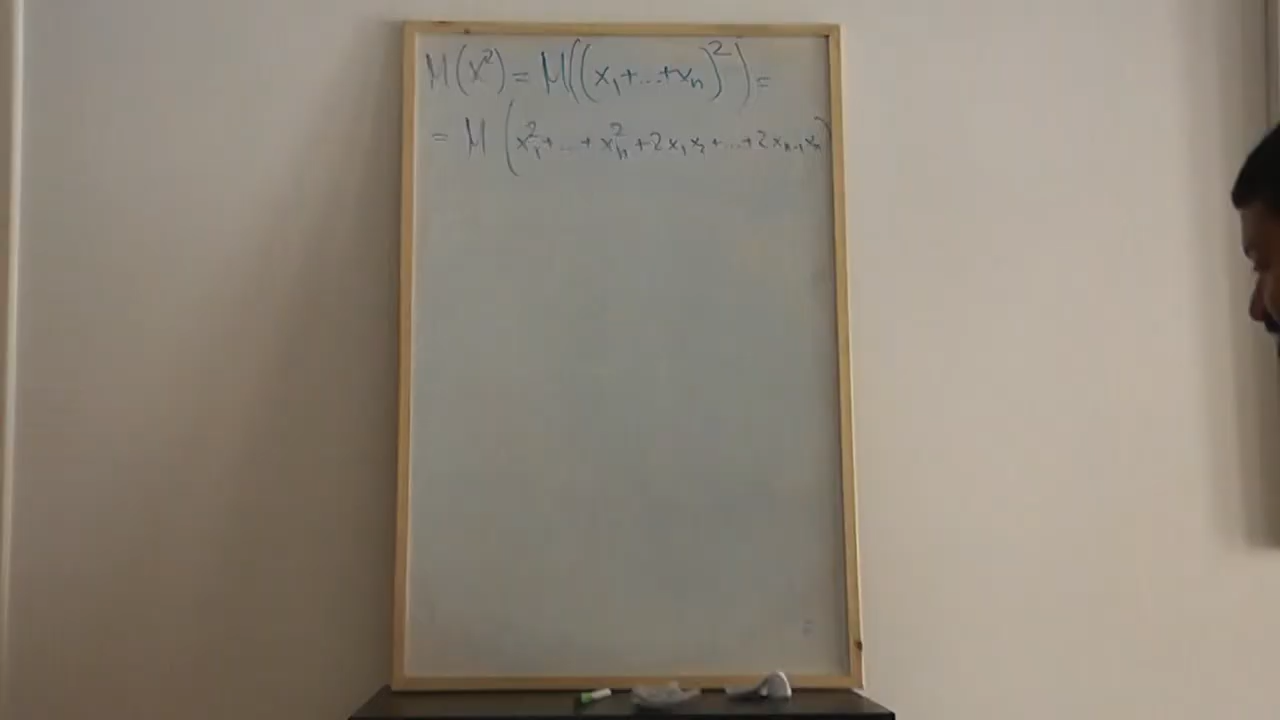 M(X²) = M((x₁+...+xₙ)²) =
= M(x₁²+...+xₙ²+2x₁x₂+...+2xₙ₋₁xₙ)